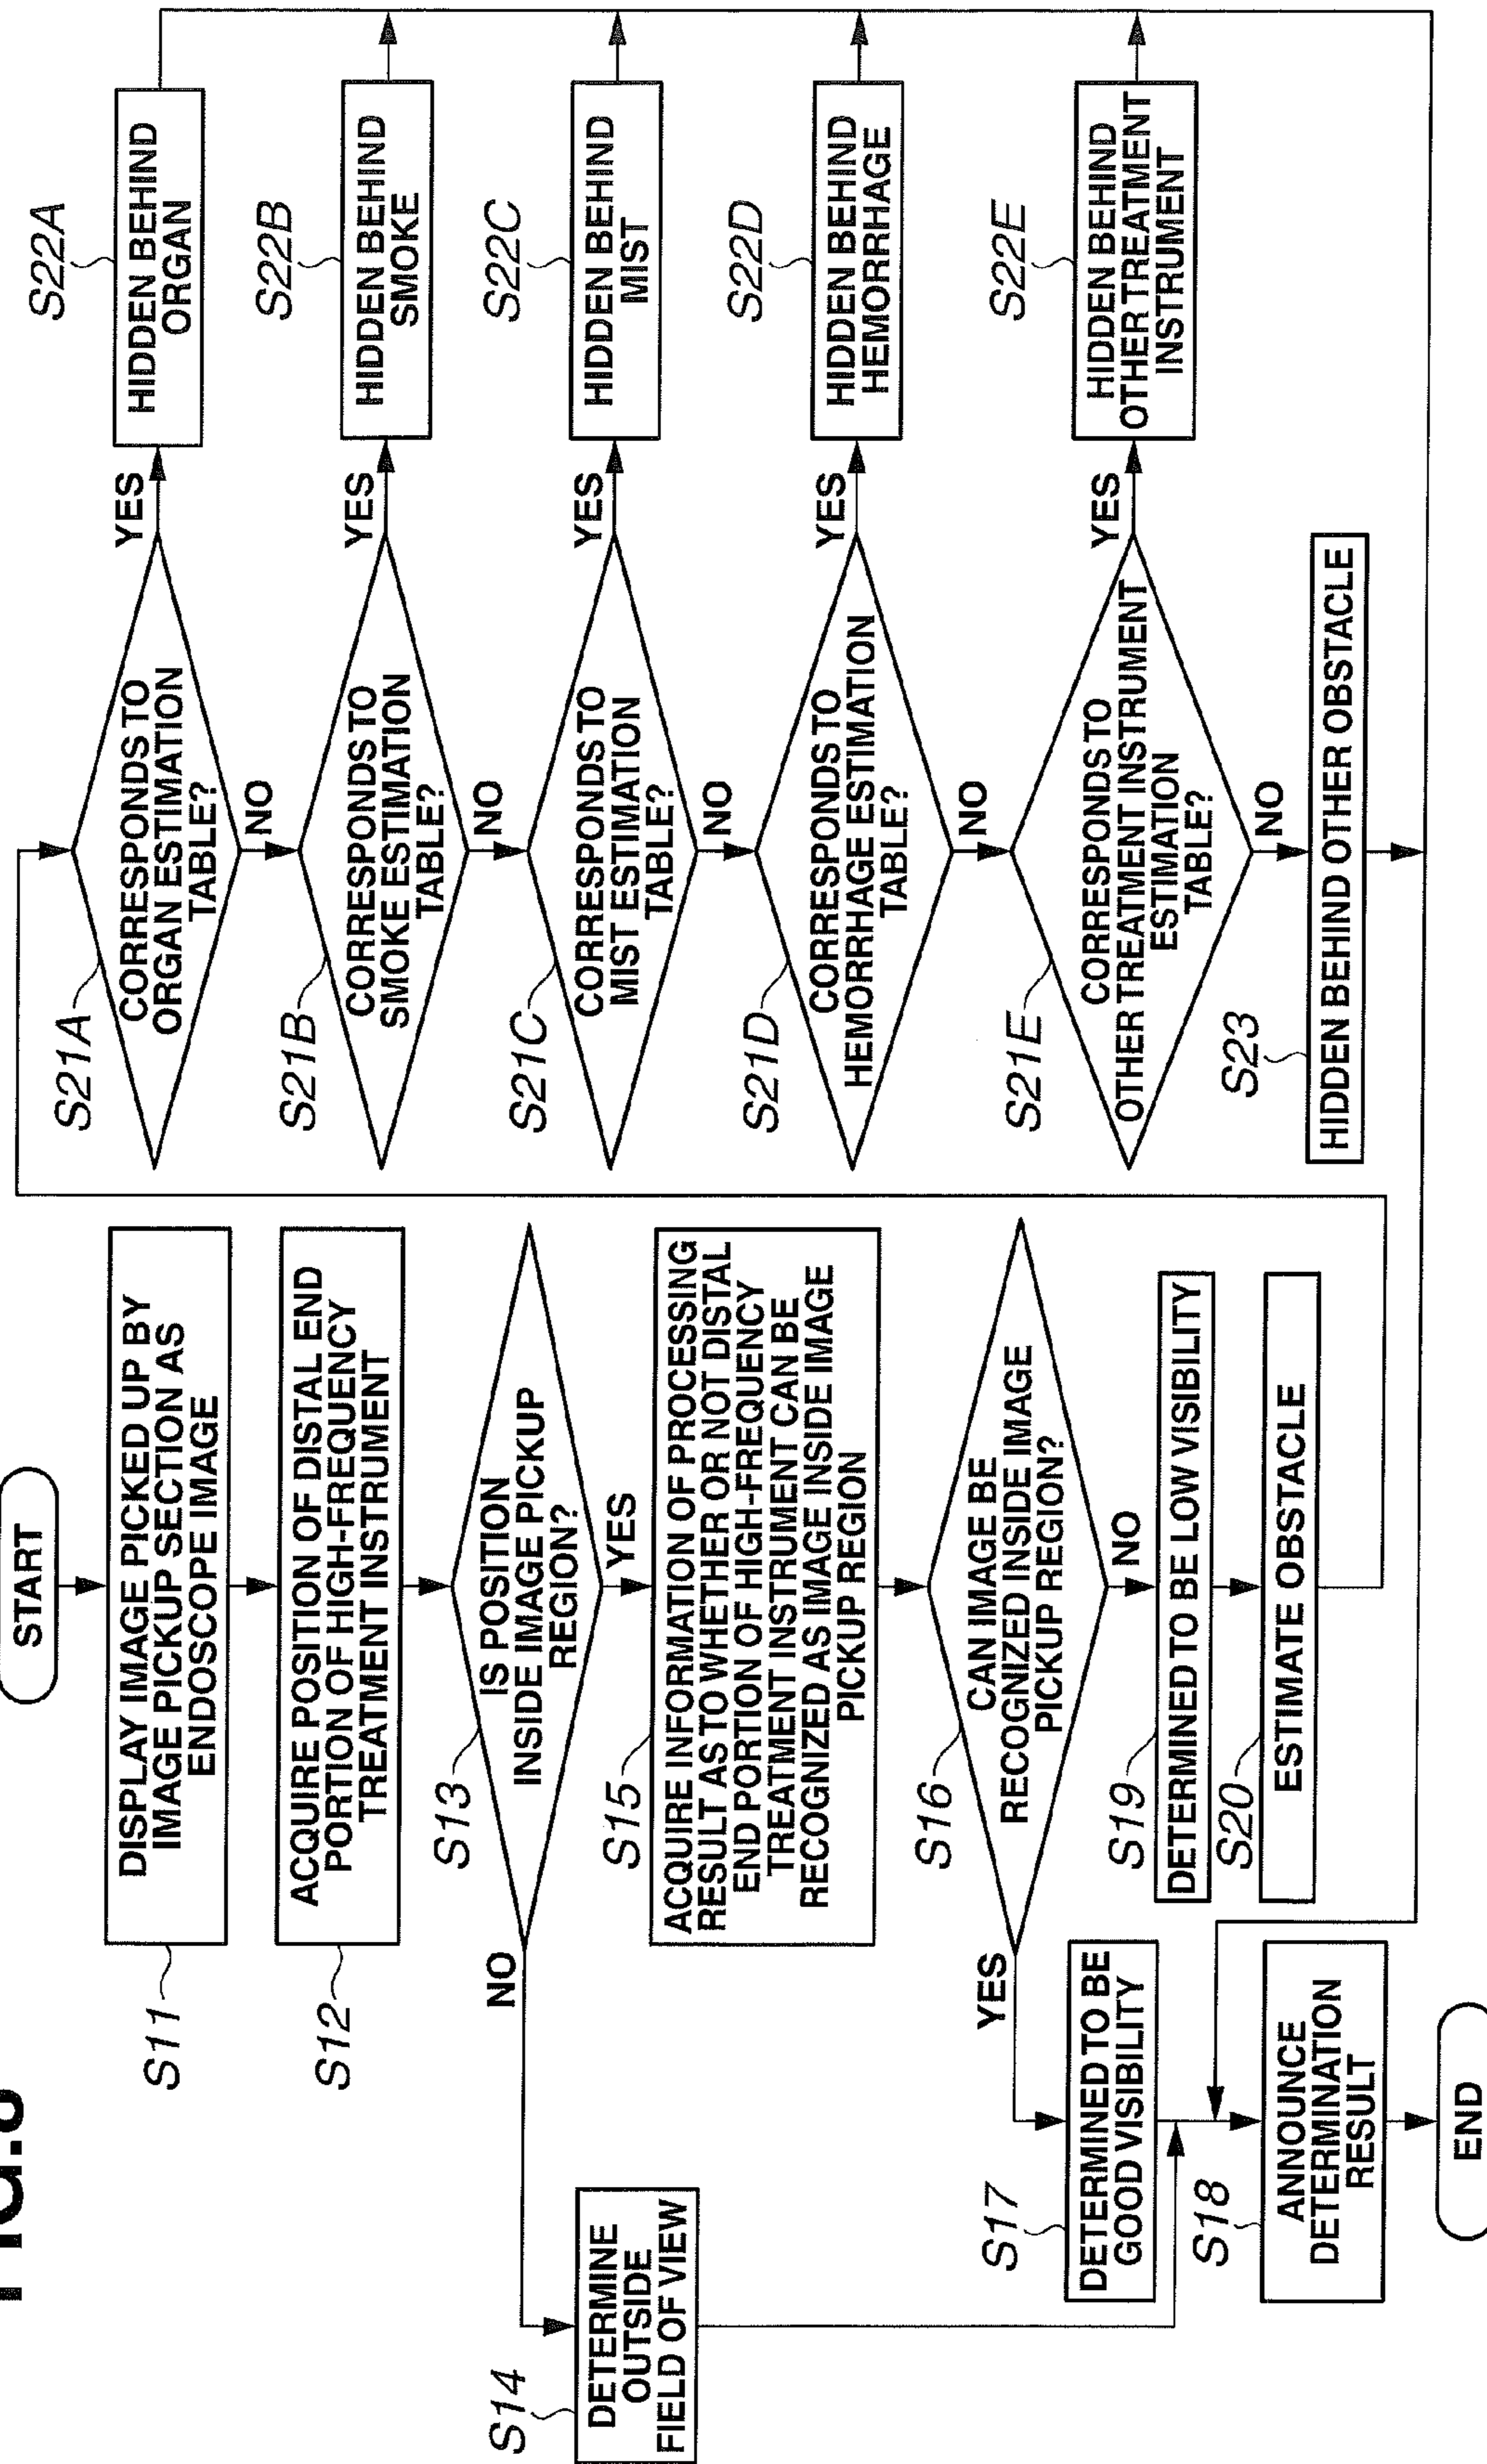 START
DISPLAY IMAGE PICKED UP BY
IMAGE PICKUP SECTION AS
ENDOSCOPE IMAGE
S11
ACQUIRE POSITION OF DISTAL END
PORTION OF HIGH-FREQUENCY
TREATMENT INSTRUMENT
S12
S13
IS POSITION
INSIDE IMAGE PICKUP
REGION?
NO
YES
S14
DETERMINE
OUTSIDE
FIELD OF VIEW
S15
ACQUIRE INFORMATION OF PROCESSING
RESULT AS TO WHETHER OR NOT DISTAL
END PORTION OF HIGH-FREQUENCY
TREATMENT INSTRUMENT CAN BE
RECOGNIZED AS IMAGE INSIDE IMAGE
PICKUP REGION
S16
CAN IMAGE BE
RECOGNIZED INSIDE IMAGE
PICKUP REGION?
YES
NO
S17
DETERMINED TO BE
GOOD VISIBILITY
S19
DETERMINED TO BE LOW VISIBILITY
S20
ESTIMATE OBSTACLE
S18
ANNOUNCE
DETERMINATION
RESULT
END
S21A
CORRESPONDS TO
ORGAN ESTIMATION
TABLE?
YES
NO
S22A
HIDDEN BEHIND
ORGAN
S21B
CORRESPONDS TO
SMOKE ESTIMATION
TABLE?
YES
NO
S22B
HIDDEN BEHIND
SMOKE
S21C
CORRESPONDS TO
MIST ESTIMATION
TABLE?
YES
NO
S22C
HIDDEN BEHIND
MIST
S21D
CORRESPONDS TO
HEMORRHAGE ESTIMATION
TABLE?
YES
NO
S22D
HIDDEN BEHIND
HEMORRHAGE
S21E
CORRESPONDS TO
OTHER TREATMENT INSTRUMENT
ESTIMATION
TABLE?
YES
NO
S22E
HIDDEN BEHIND
OTHER TREATMENT
INSTRUMENT
S23
HIDDEN BEHIND OTHER OBSTACLE